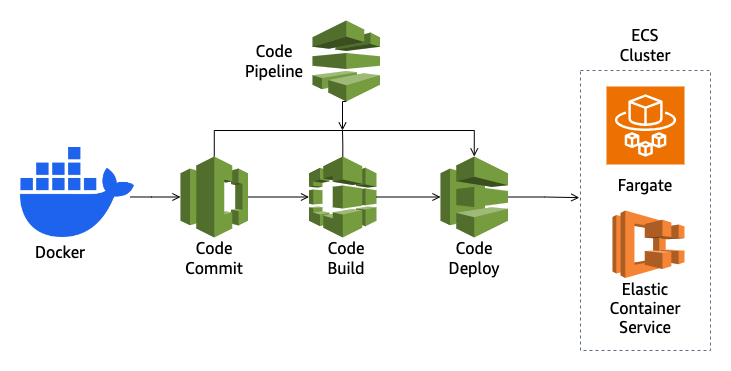 Code
Pipeline
ECS
Cluster
Fargate
Docker
Code
Commit
Code
Build
Code
Deploy
Elastic
Container
Service